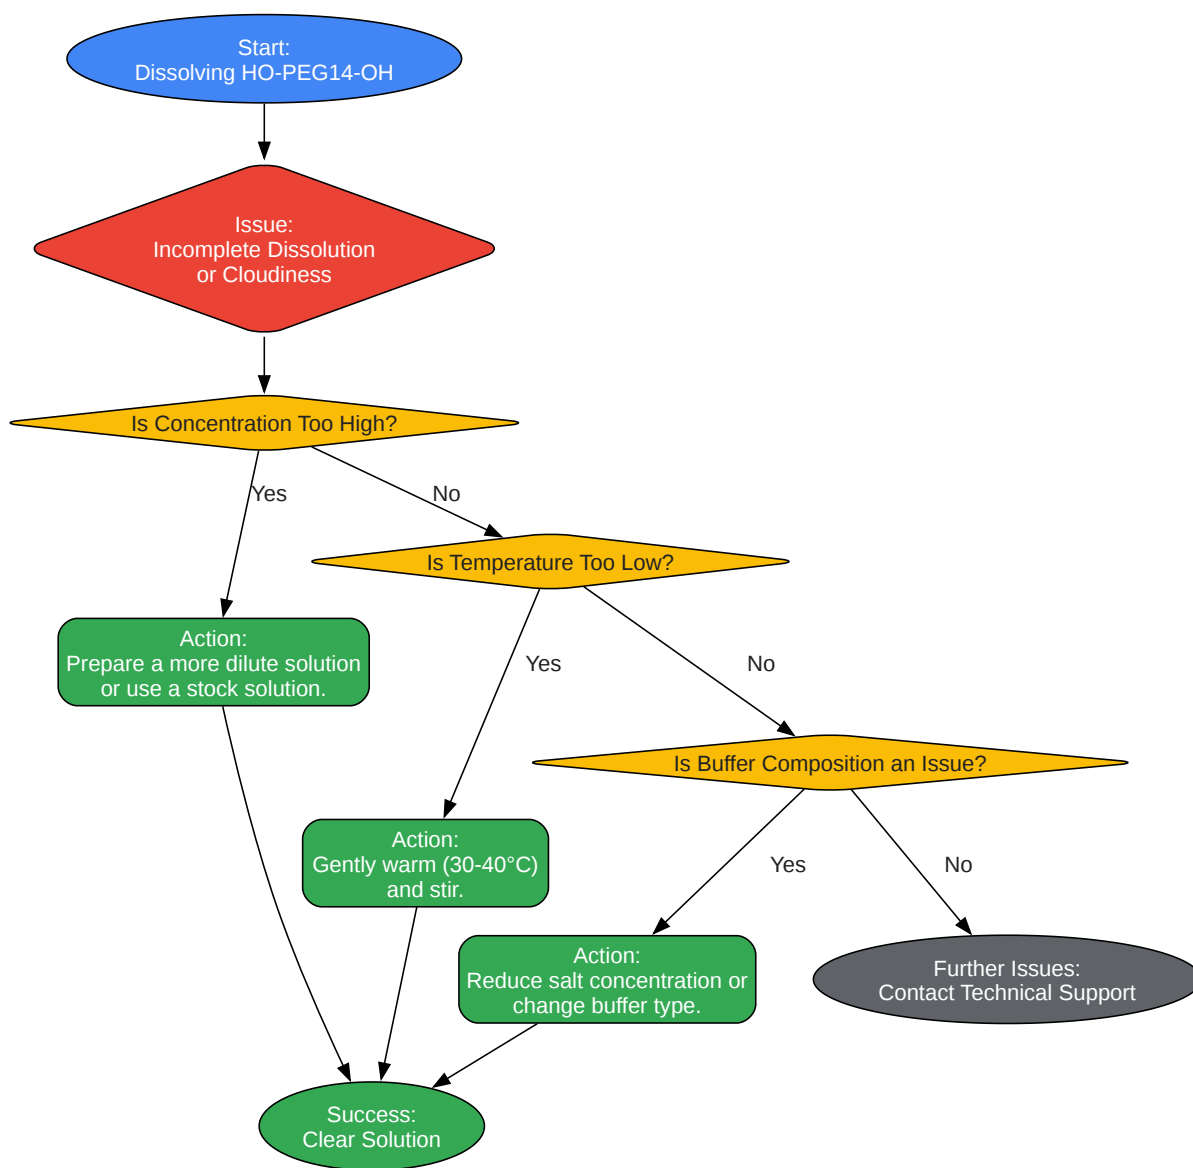 Start:
Dissolving HO-PEG14-OH
Issue:
Incomplete Dissolution
or Cloudiness
Is Concentration Too High?
Yes
No
Is Temperature Too Low?
Action:
Prepare a more dilute solution
or use a stock solution.
Yes
No
Is Buffer Composition an Issue?
Action:
Gently warm (30-40°C)
and stir.
Yes
No
Action:
Reduce salt concentration or
change buffer type.
Further Issues:
Contact Technical Support
Success:
Clear Solution